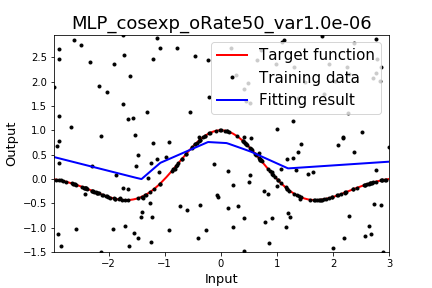 MLP_cosexp_oRate50_var1.0e-06
Target function
Training data
Fitting result
Output
2.5
2.0
1.5
1.0
0.5
0.0
−0.5
−1.0
−1.5
−2
−1
0
1
2
3
Input